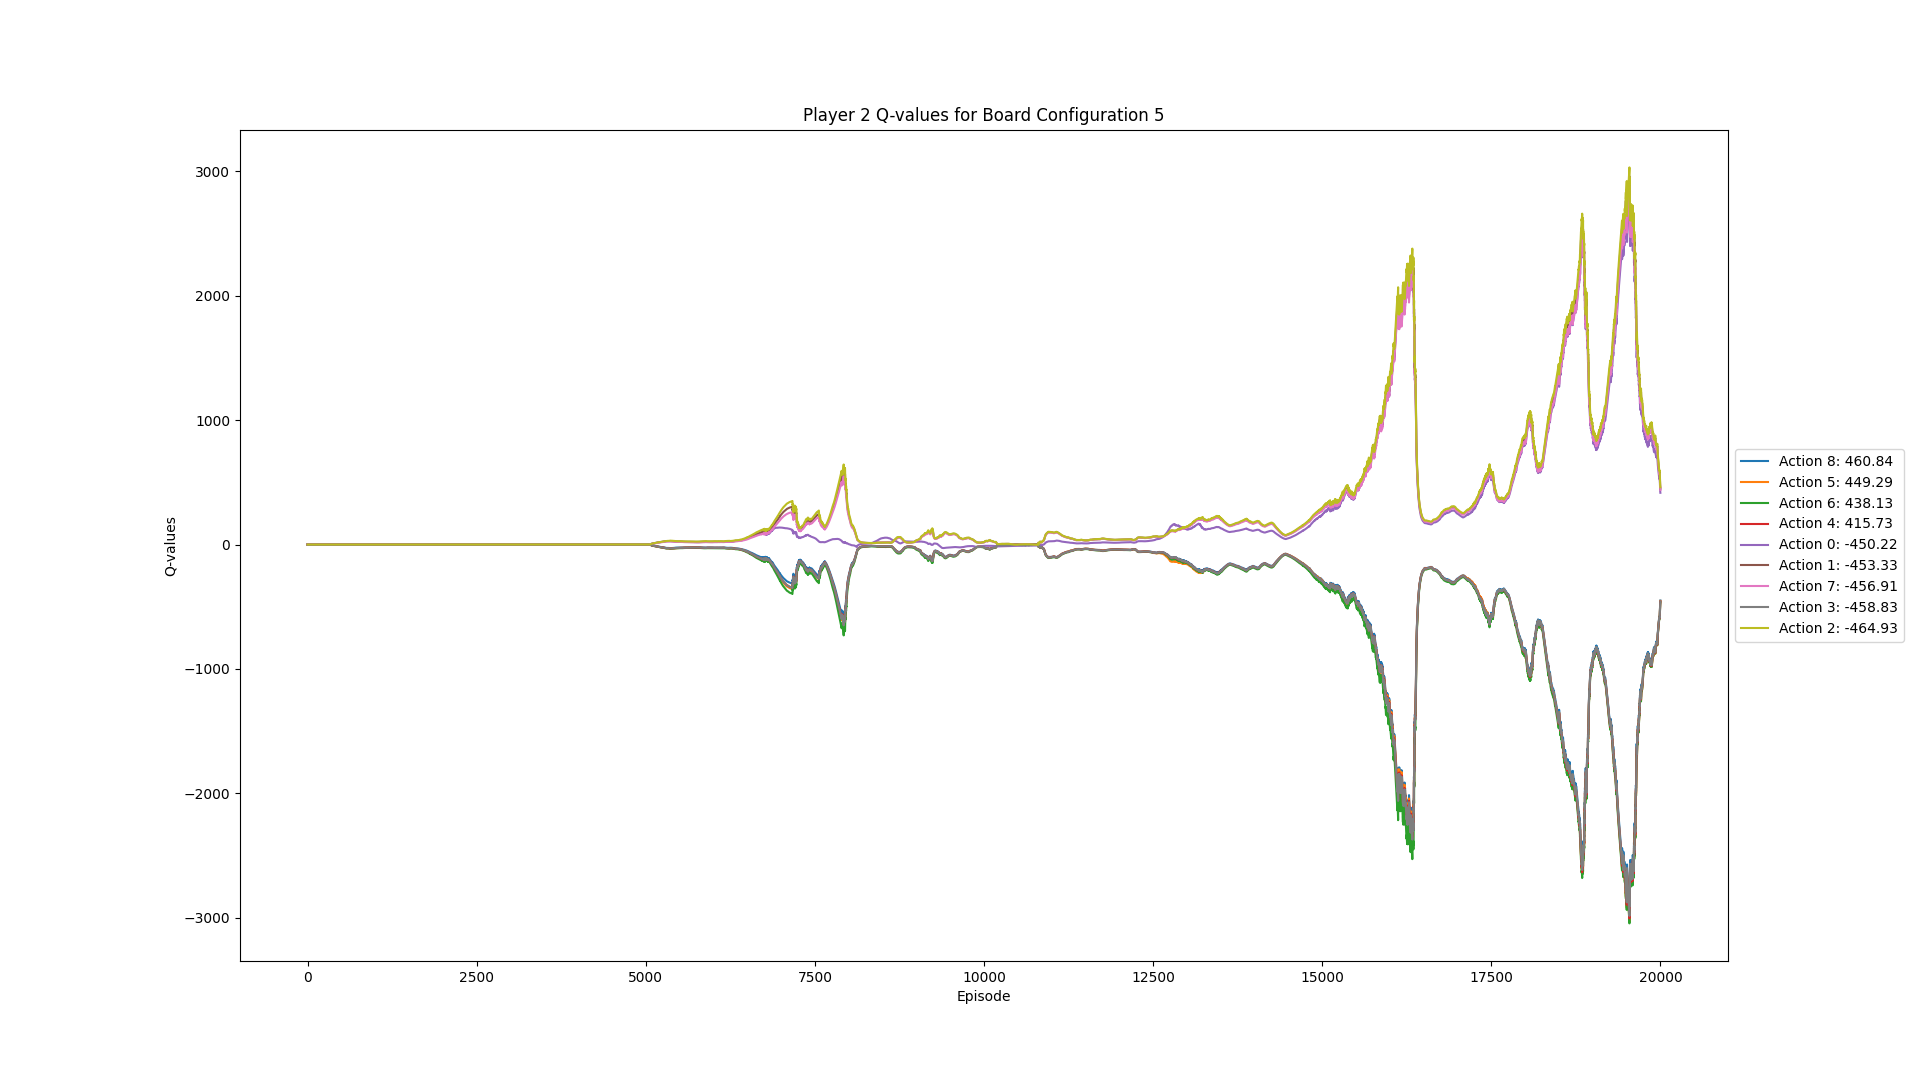 Player 2 Q-values for Board Configuration 5
3000
2000
1000
0
−1000
−2000
−3000
Q-values
0
2500
5000
7500
10000
12500
15000
17500
20000
Episode
Action 8: 460.84
Action 5: 449.29
Action 6: 438.13
Action 4: 415.73
Action 0: -450.22
Action 1: -453.33
Action 7: -456.91
Action 3: -458.83
Action 2: -464.93